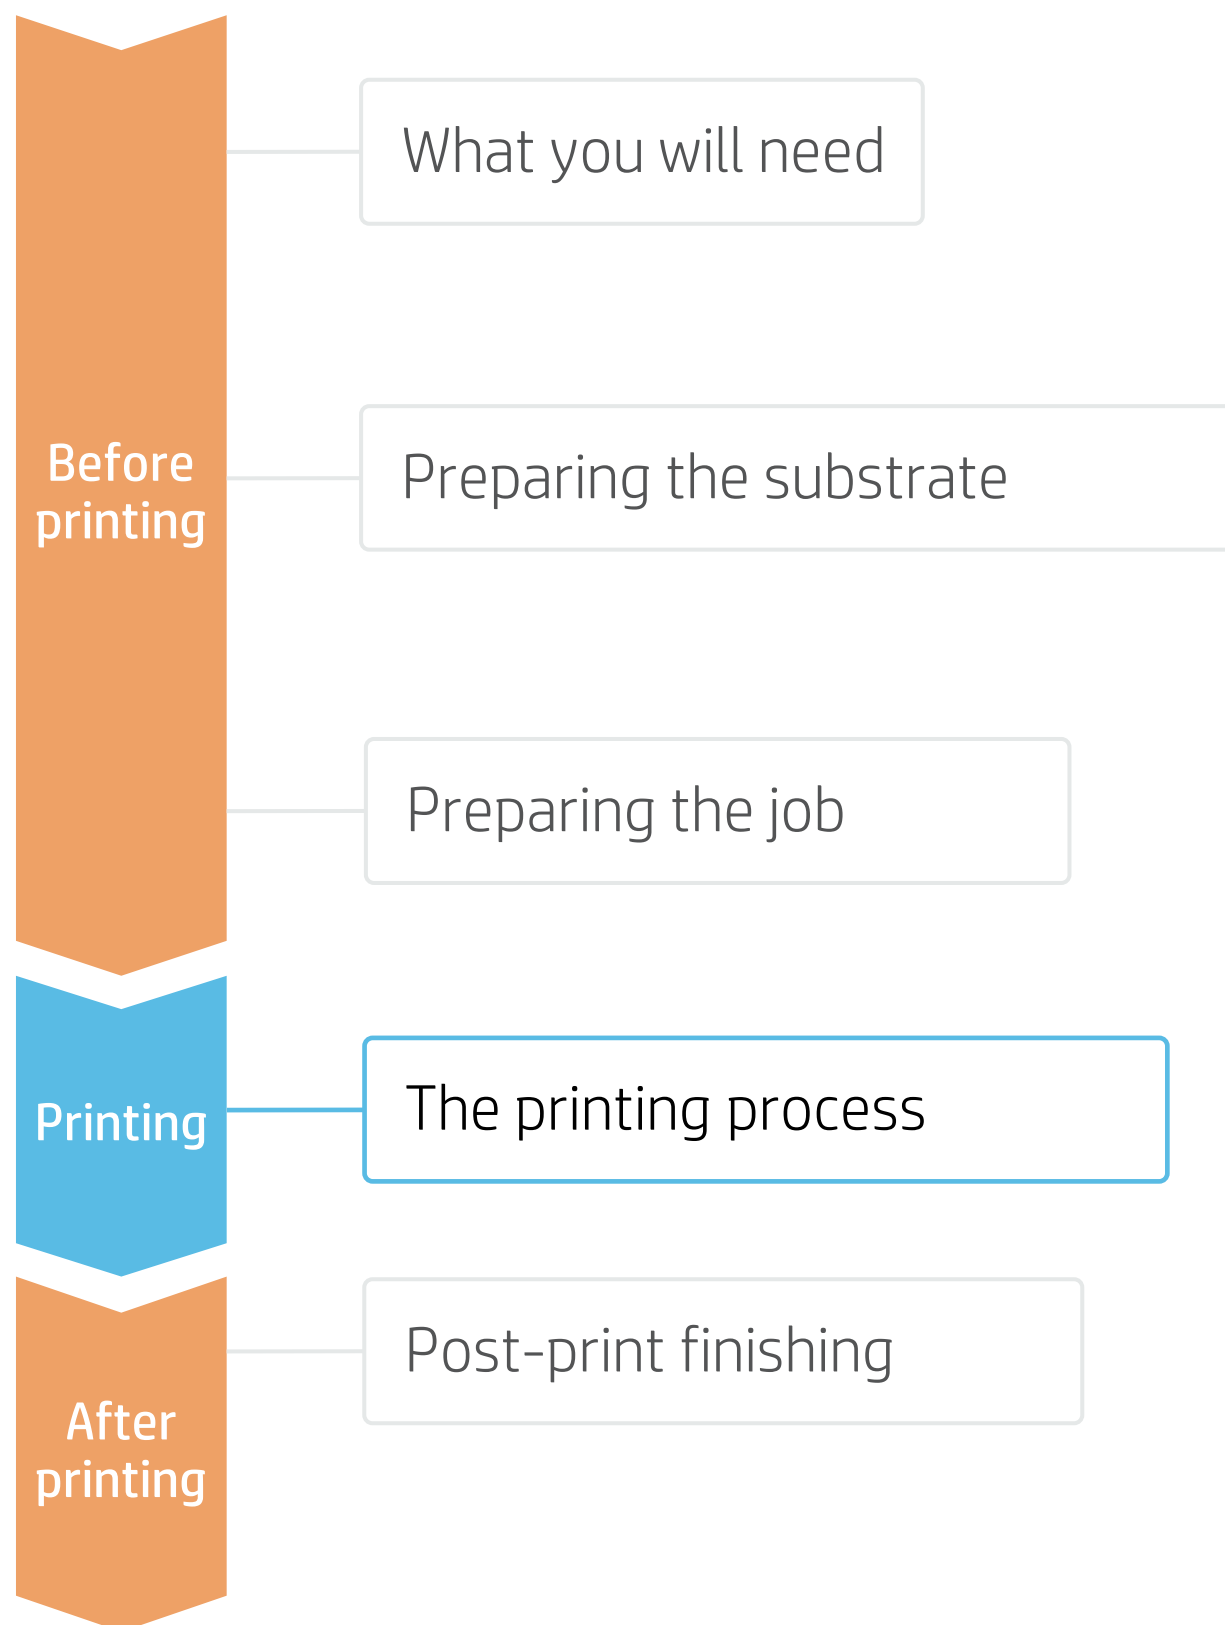 What you will need
Before
printing
Preparing the substrate
Preparing the job
Printing
The printing process
Post-print finishing
After
printing